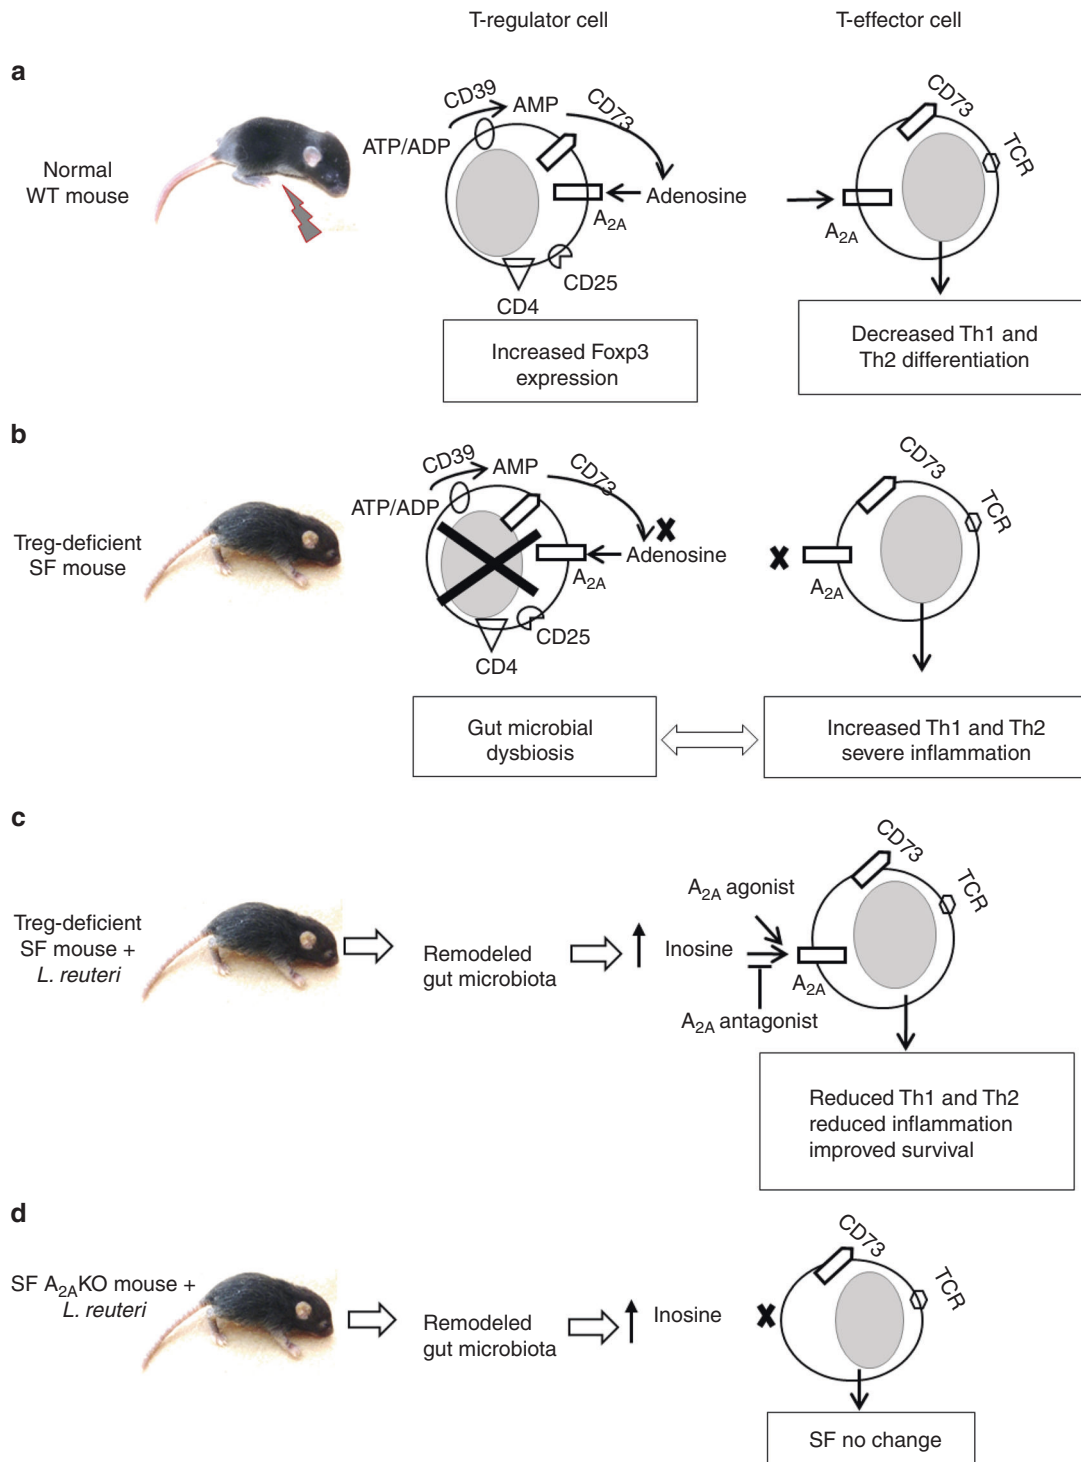 T-regulator cell
T-effector cell
a
Normal
WT mouse
ATP/ADP
CD39
AMP
CD73
Adenosine
A2A
CD25
CD4
Increased Foxp3
expression
CD73
TCR
A2A
Decreased Th1 and
Th2 differentiation
b
Treg-deficient
SF mouse
ATP/ADP
CD39
AMP
CD73
Adenosine
A2A
CD25
CD4
Gut microbial
dysbiosis
CD73
TCR
A2A
Increased Th1 and Th2
severe inflammation
c
Treg-deficient
SF mouse +
L. reuteri
Remodeled
gut microbiota
Inosine
A2A agonist
A2A antagonist
CD73
TCR
A2A
Reduced Th1 and Th2
reduced inflammation
improved survival
d
SF A2AKO mouse +
L. reuteri
Remodeled
gut microbiota
Inosine
CD73
TCR
SF no change